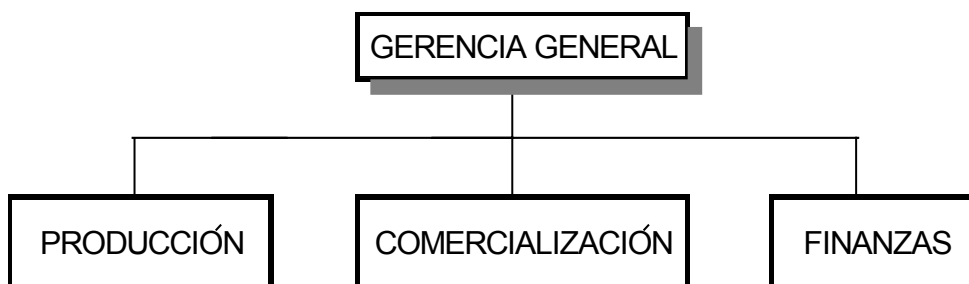 GERENCIA GENERAL
PRODUCCIÓN
COMERCIALIZACIÓN
FINANZAS